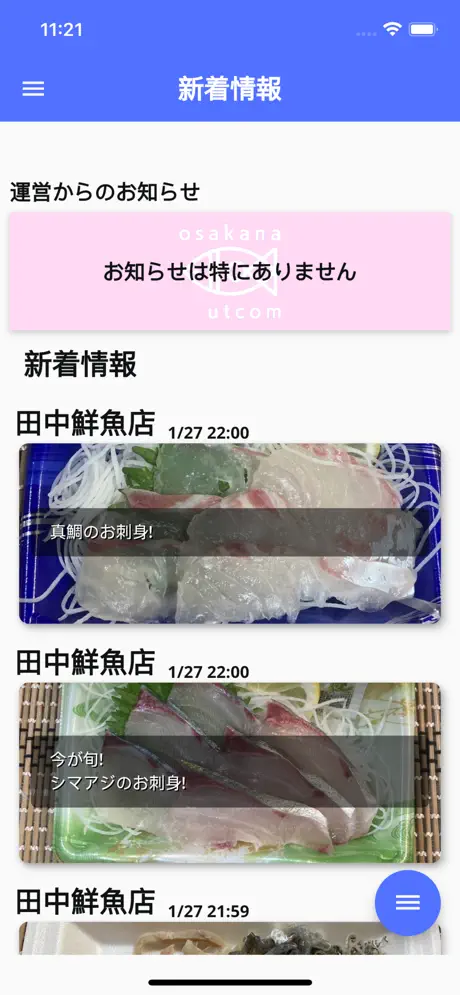 11:21
新着情報
運営からのお知らせ
osakana
お知らせは特にありません
utcom
新着情報
田中鮮魚店 1/27 22:00
真鯛のお刺身!
田中鮮魚店 1/27 22:00
今が旬!
シマアジのお刺身!
田中鮮魚店 1/27 21:59